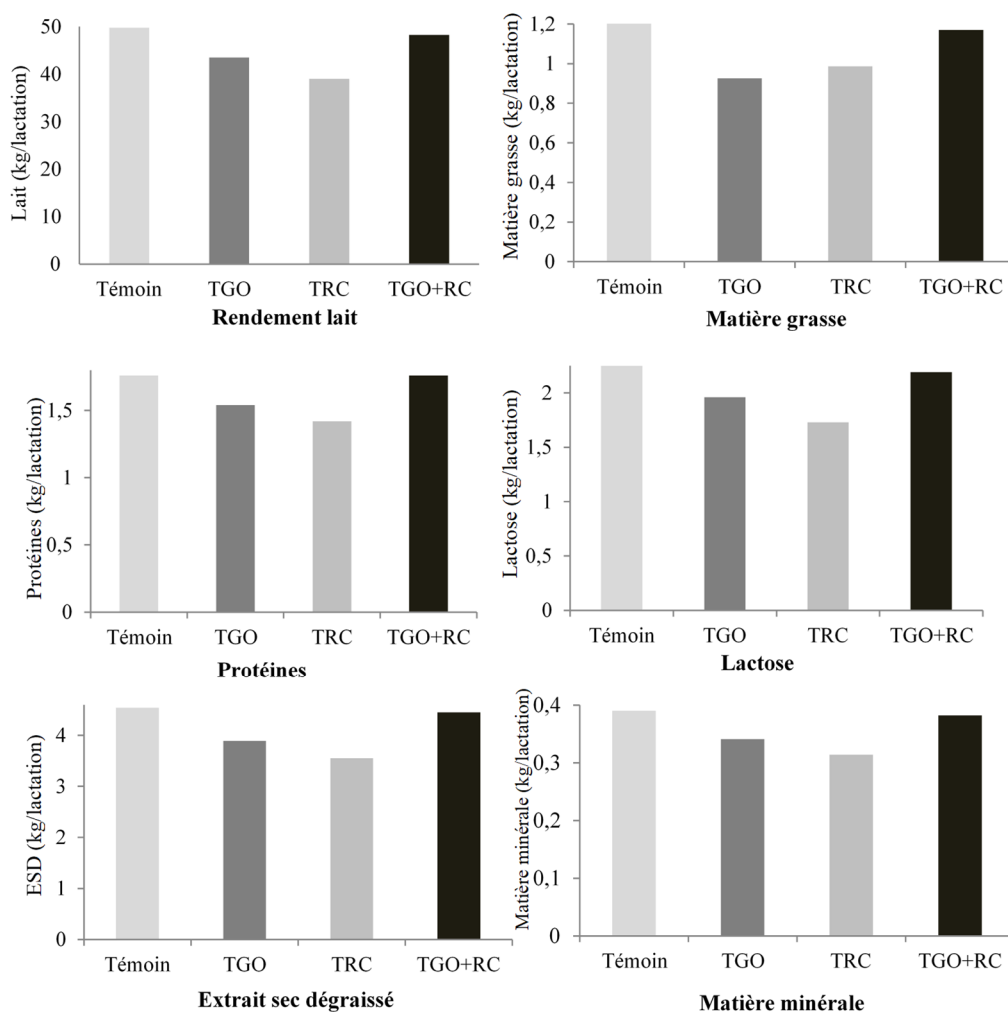 Lait (kg/lactation)
50
40
30
20
10
0
Témoin TGO TRC TGO+RC
Rendement lait
Matière grasse (kg/lactation)
1,2
1
0,8
0,6
0,4
0,2
0
Témoin TGO TRC TGO+RC
Matière grasse
Protéines (kg/lactation)
1,5
1
0,5
0
Témoin TGO TRC TGO+RC
Protéines
Lactose (kg/lactation)
2
1,5
1
0,5
0
Témoin TGO TRC TGO+RC
Lactose
ESD (kg/lactation)
4
3
2
1
0
Témoin TGO TRC TGO+RC
Extrait sec dégraissé
Matière minérale (kg/lactation)
0,4
0,3
0,2
0,1
0
Témoin TGO TRC TGO+RC
Matière minérale